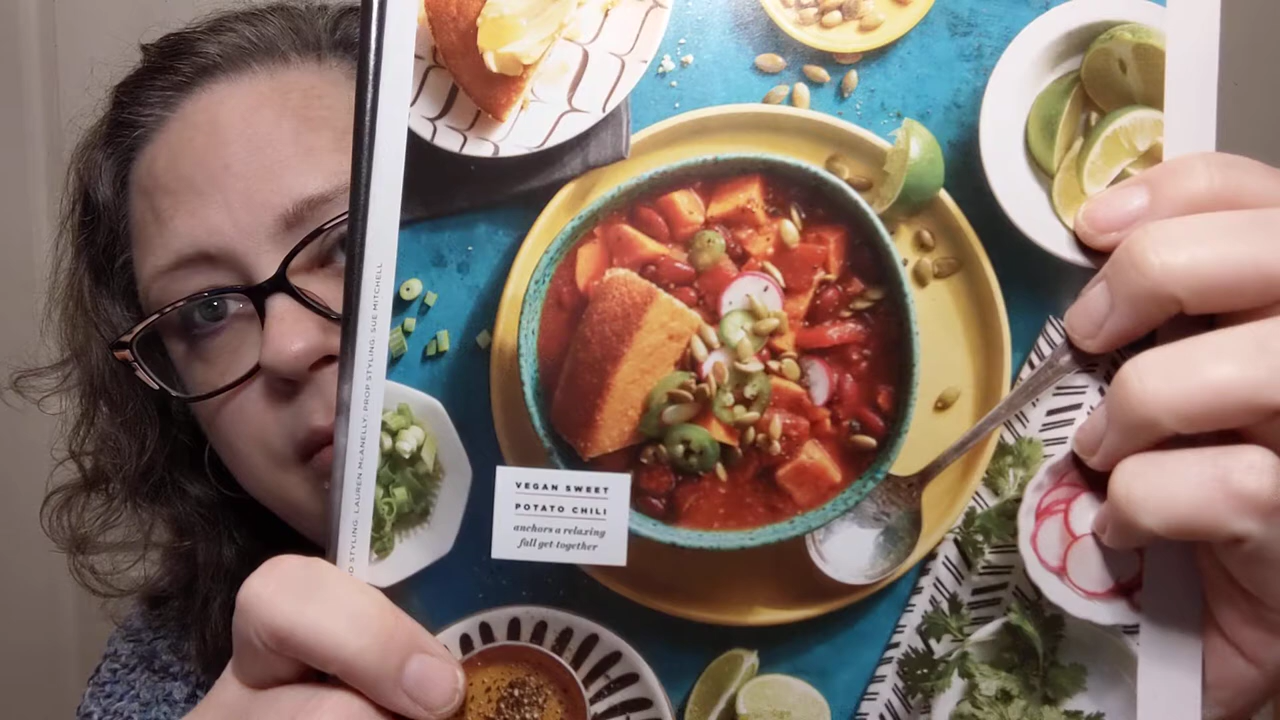 D STYLING: LAUREN McANELLY; PROP STYLING: SUE MITCHELL
VEGAN SWEET
POTATO CHILI
anchors a relaxing
fall get-together